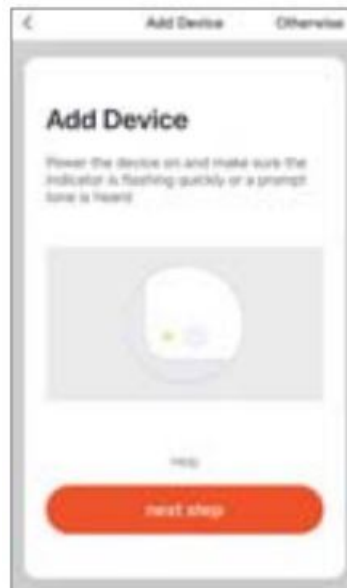 Add Device
Otherwise
Add Device
Power the device on and make sure the
indicator is flashing quickly or a prompt
tone is heard
Help
next step